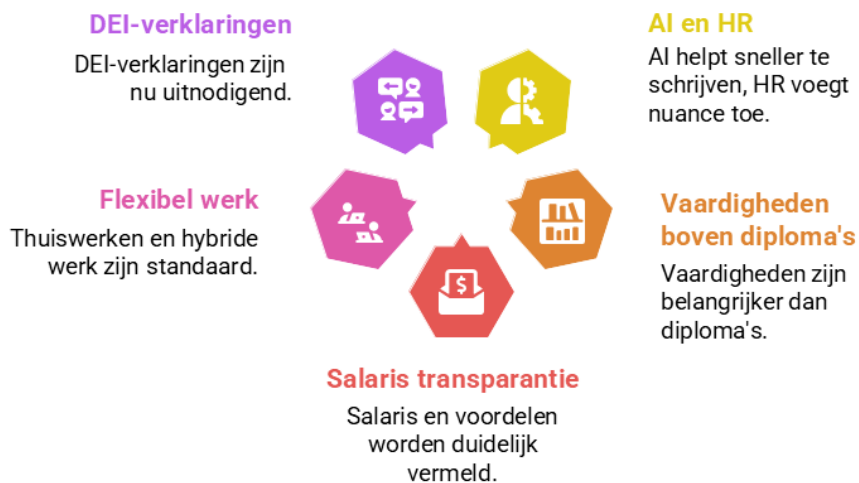 DEI-verklaringen
DEI-verklaringen zijn
nu uitnodigend.
AI en HR
AI helpt sneller te
schrijven, HR voegt
nuance toe.
Flexibel werk
Thuiswerken en hybride
werk zijn standaard.
Vaardigheden
boven diploma's
Vaardigheden zijn
belangrijker dan
diploma's.
$
Salaris transparantie
Salaris en voordelen
worden duidelijk
vermeld.